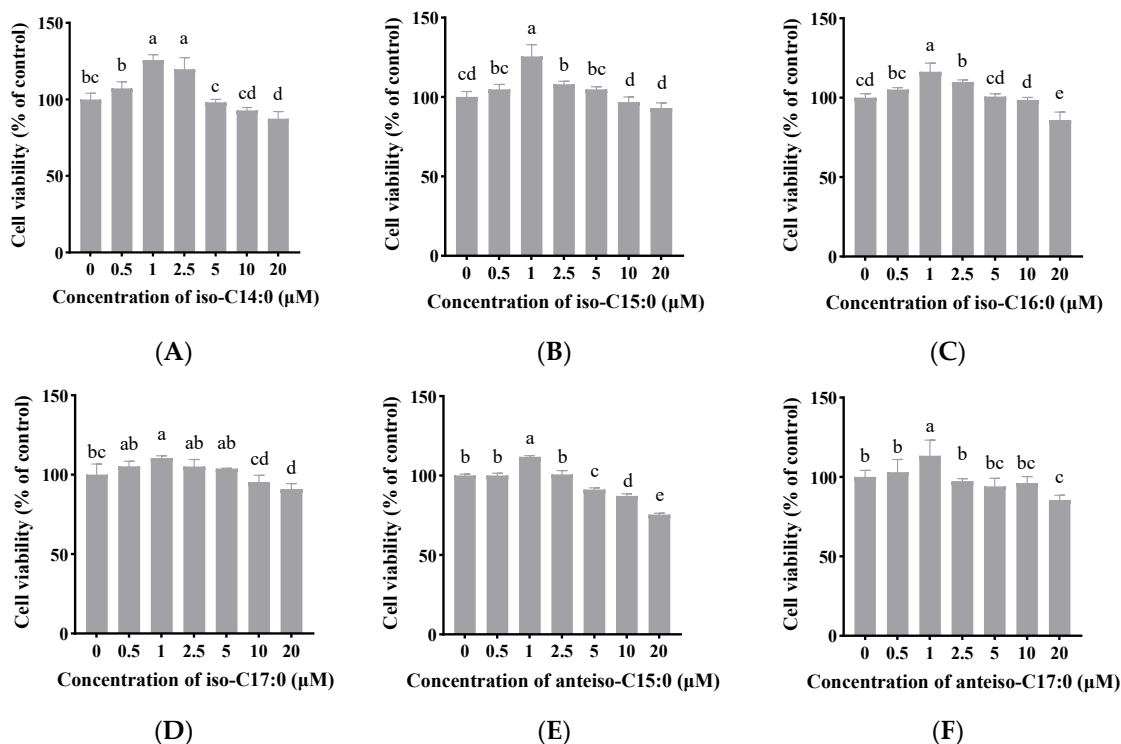 150
100
50
0
Cell viability (% of control)
bc b a a c cd d
0 0.5 1 2.5 5 10 20
Concentration of iso-C14:0 (μM)
(A)
150
100
50
0
Cell viability (% of control)
cd bc a b bc d d
0 0.5 1 2.5 5 10 20
Concentration of iso-C15:0 (μM)
(B)
150
100
50
0
Cell viability (% of control)
cd bc a b cd d e
0 0.5 1 2.5 5 10 20
Concentration of iso-C16:0 (μM)
(C)
150
100
50
0
Cell viability (% of control)
bc ab a ab ab cd d
0 0.5 1 2.5 5 10 20
Concentration of iso-C17:0 (μM)
(D)
150
100
50
0
Cell viability (% of control)
b b a b c d e
0 0.5 1 2.5 5 10 20
Concentration of anteiso-C15:0 (μM)
(E)
150
100
50
0
Cell viability (% of control)
b b a b bc bc c
0 0.5 1 2.5 5 10 20
Concentration of anteiso-C17:0 (μM)
(F)